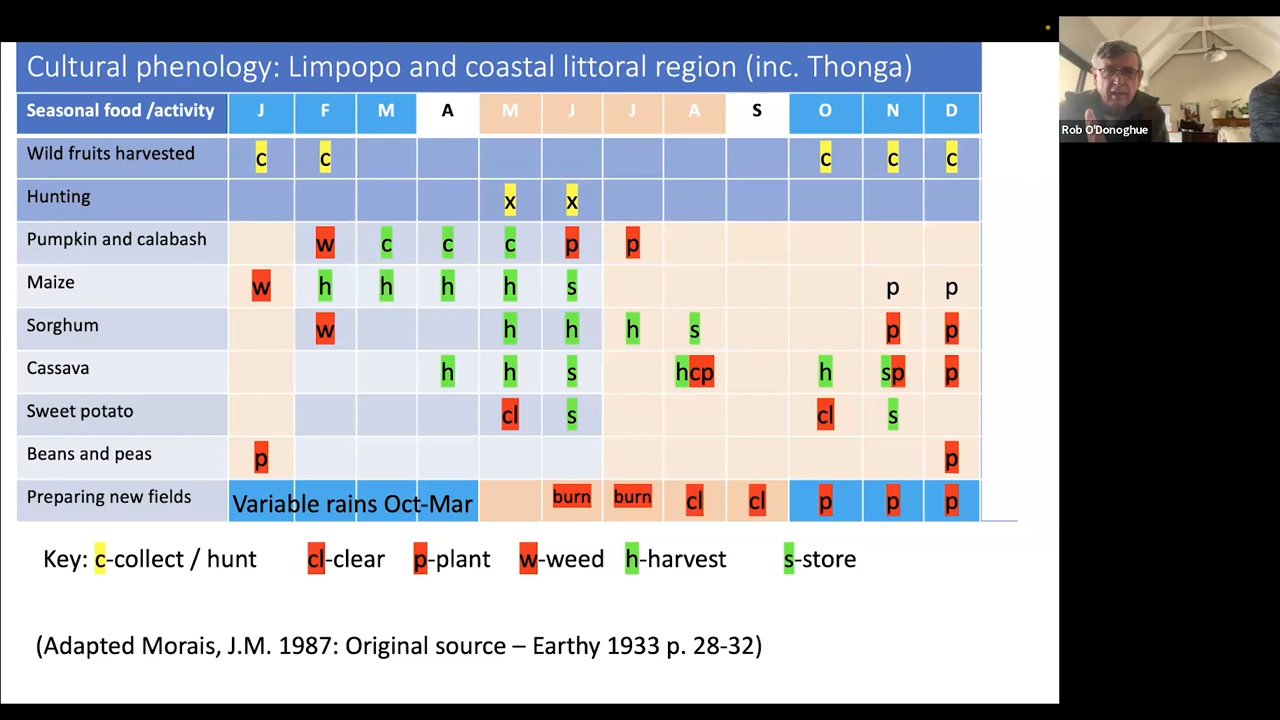 Cultural phenology: Limpopo and coastal littoral region (inc. Thonga)
Seasonal food /activity J F M A M J J A S O N D
Wild fruits harvested c c c c c
Hunting x x
Pumpkin and calabash w c c c p p
Maize w h h h h s p p
Sorghum w h h h s p p
Cassava h h s hcp h sp p
Sweet potato cl s cl s
Beans and peas p p
Preparing new fields Variable rains Oct-Mar burn burn cl cl p p p
Key: c-collect / hunt cl-clear p-plant w-weed h-harvest s-store
(Adapted Morais, J.M. 1987: Original source – Earthy 1933 p. 28-32)
Rob O'Donoghue